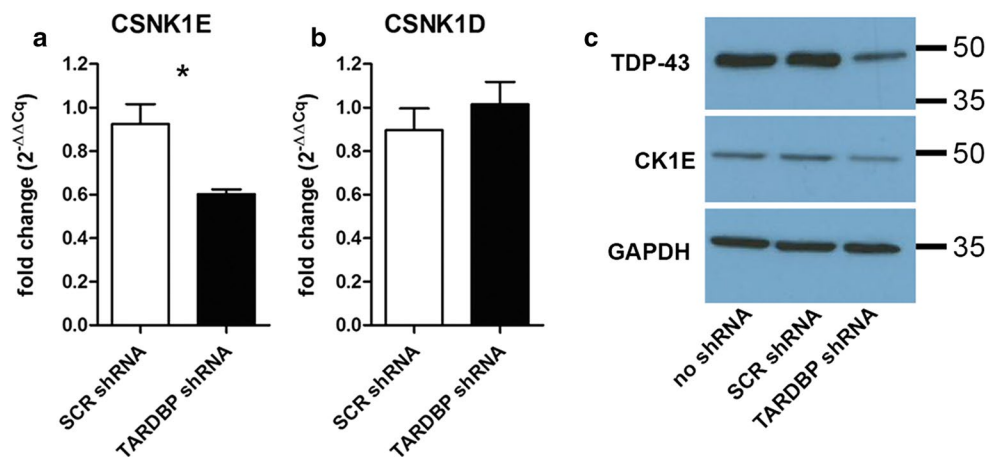 a
CSNK1E
fold change (2-ΔΔCq)
1.2
1.0
0.8
0.6
0.4
0.2
0.0
*
SCR shRNA
TARDBP shRNA
b
CSNK1D
fold change (2-ΔΔCq)
1.2
1.0
0.8
0.6
0.4
0.2
0.0
SCR shRNA
TARDBP shRNA
c
TDP-43
50
35
CK1E
50
GAPDH
35
no shRNA
SCR shRNA
TARDBP shRNA